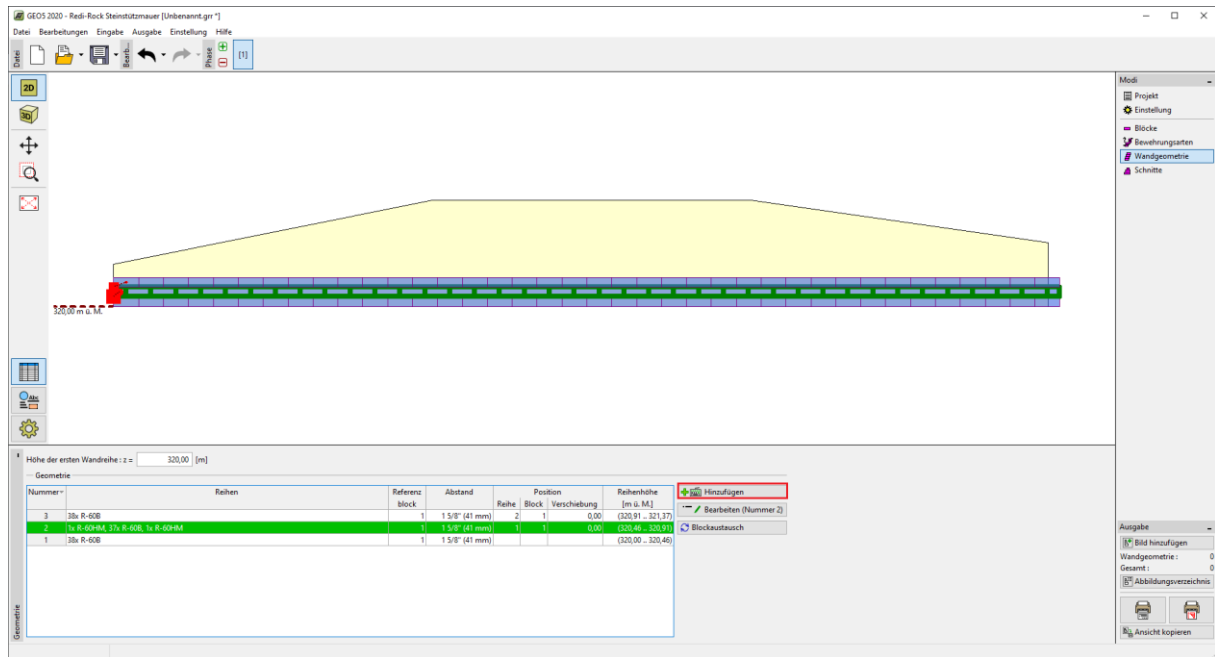 GEO5 2020 - Redi-Rock Steinstützmauer [Unbenannt.grr *]
Datei Bearbeitungen Eingabe Ausgabe Einstellung Hilfe
Datei
Bearb...
Phase
[1]
2D
3D
320,00 m ü. M.
Abc
Modi
Projekt
Einstellung
Blöcke
Bewehrungsarten
Wandgeometrie
Schnitte
Höhe der ersten Wandreihe : z = 320,00 [m]
Geometrie
Nummer Reihen Referenz block Abstand Position Reihe Block Verschiebung Reihenhöhe [m ü. M.]
3 38x R-60B 1 1 5/8" (41 mm) 2 1 0,00 (320,91 .. 321,37)
2 1x R-60HM, 37x R-60B, 1x R-60HM 1 1 5/8" (41 mm) 1 1 0,00 (320,46 .. 320,91)
1 38x R-60B 1 1 5/8" (41 mm) (320,00 .. 320,46)
Hinzufügen
Bearbeiten (Nummer 2)
Blockaustausch
Geometrie
Ausgabe
Bild hinzufügen
Wandgeometrie : 0
Gesamt : 0
Abbildungsverzeichnis
Ansicht kopieren